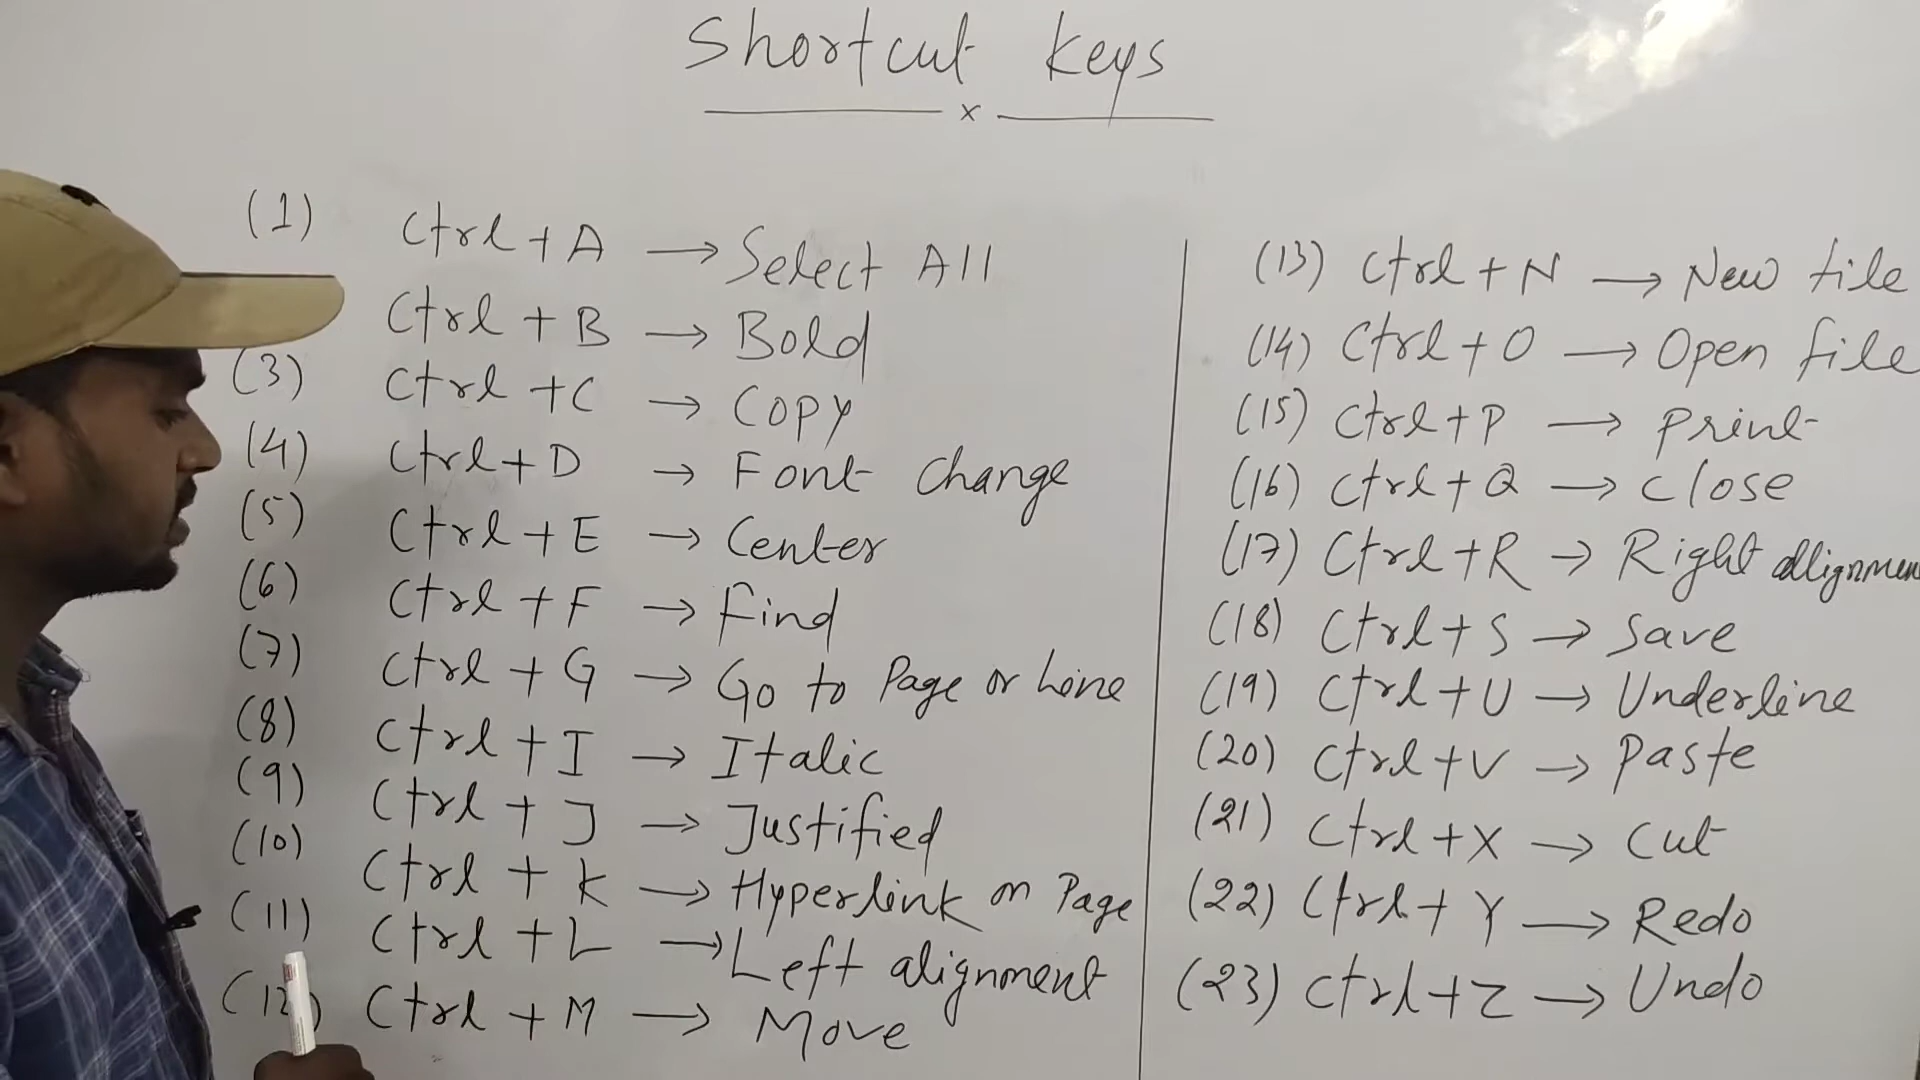 Shortcut Keys
x
(1) Ctrl + A → Select All
Ctrl + B → Bold
(3) Ctrl + C → Copy
(4) Ctrl + D → Font Change
(5) Ctrl + E → Center
(6) Ctrl + F → Find
(7) Ctrl + G → Go to Page or Line
(8) Ctrl + I → Italic
(9) Ctrl + J → Justified
(10) Ctrl + K → Hyperlink on Page
(11) Ctrl + L → Left alignment
(12) Ctrl + M → Move
(13) Ctrl + N → New file
(14) Ctrl + O → Open file
(15) Ctrl + P → Print
(16) Ctrl + Q → Close
(17) Ctrl + R → Right allignmen
(18) Ctrl + S → Save
(19) Ctrl + U → Underline
(20) Ctrl + V → Paste
(21) Ctrl + X → Cut
(22) Ctrl + Y → Redo
(23) Ctrl + Z → Undo